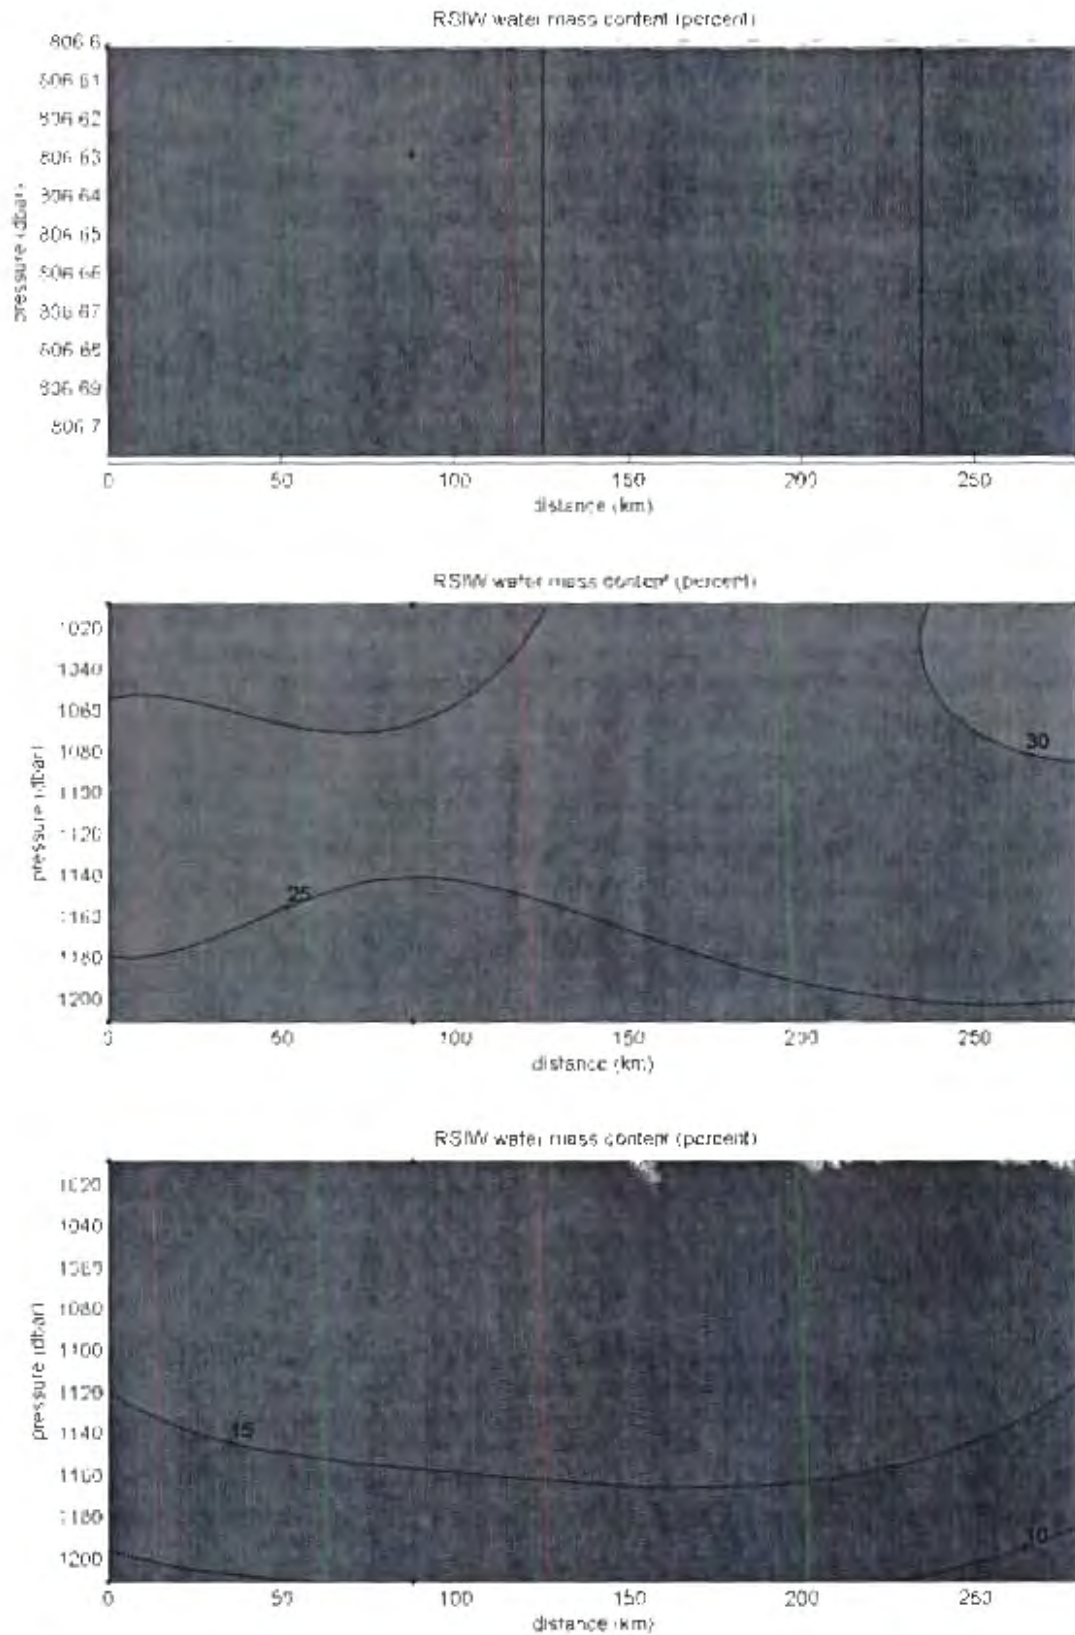 RSIW water mass content (percent)
806.6
806.61
806.62
806.63
806.64
806.65
806.66
806.67
806.68
806.69
806.7
pressure (dbar)
0 50 100 150 200 250
distance (km)
RSIW water mass content (percent)
1020
1040
1060
1080
1100
1120
1140
1160
1180
1200
pressure (dbar)
30
25
0 50 100 150 200 250
distance (km)
RSIW water mass content (percent)
1020
1040
1060
1080
1100
1120
1140
1160
1180
1200
pressure (dbar)
15
10
0 50 100 150 200 250
distance (km)